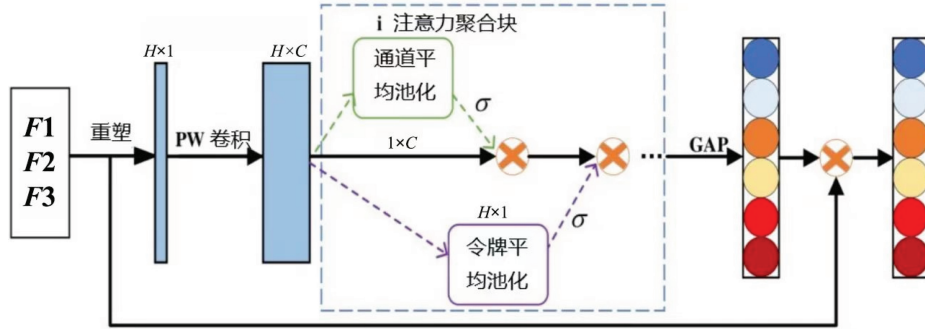 i 注意力聚合块
H×1
H×C
通道平
均池化
σ
F1
F2
F3
重塑
PW 卷积
1×C
...
GAP
H×1
令牌平
均池化
σ